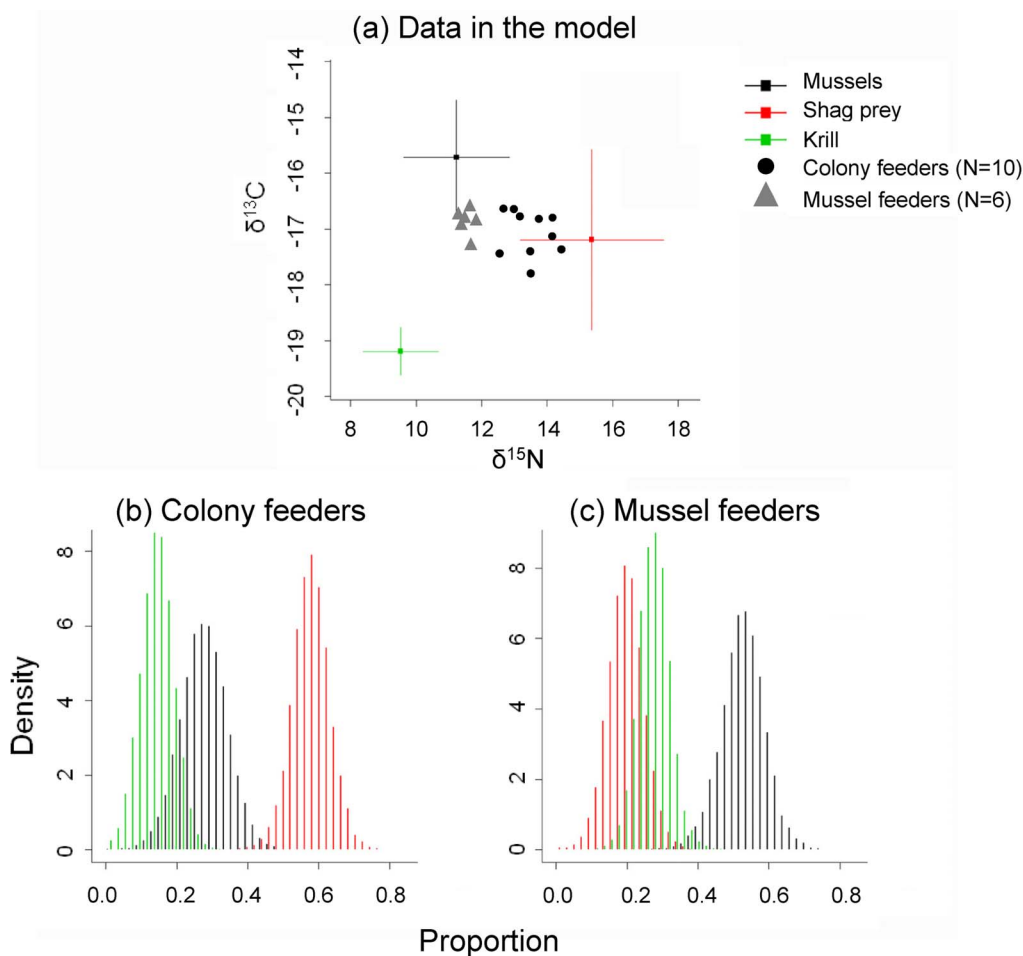 (a) Data in the model
-14
-15
-16
-17
-18
-19
-20
δ13C
8 10 12 14 16 18
δ15N
Mussels
Shag prey
Krill
Colony feeders (N=10)
Mussel feeders (N=6)
(b) Colony feeders
8
6
4
2
0
Density
0.0 0.2 0.4 0.6 0.8
(c) Mussel feeders
8
6
4
2
0
0.0 0.2 0.4 0.6 0.8
Proportion